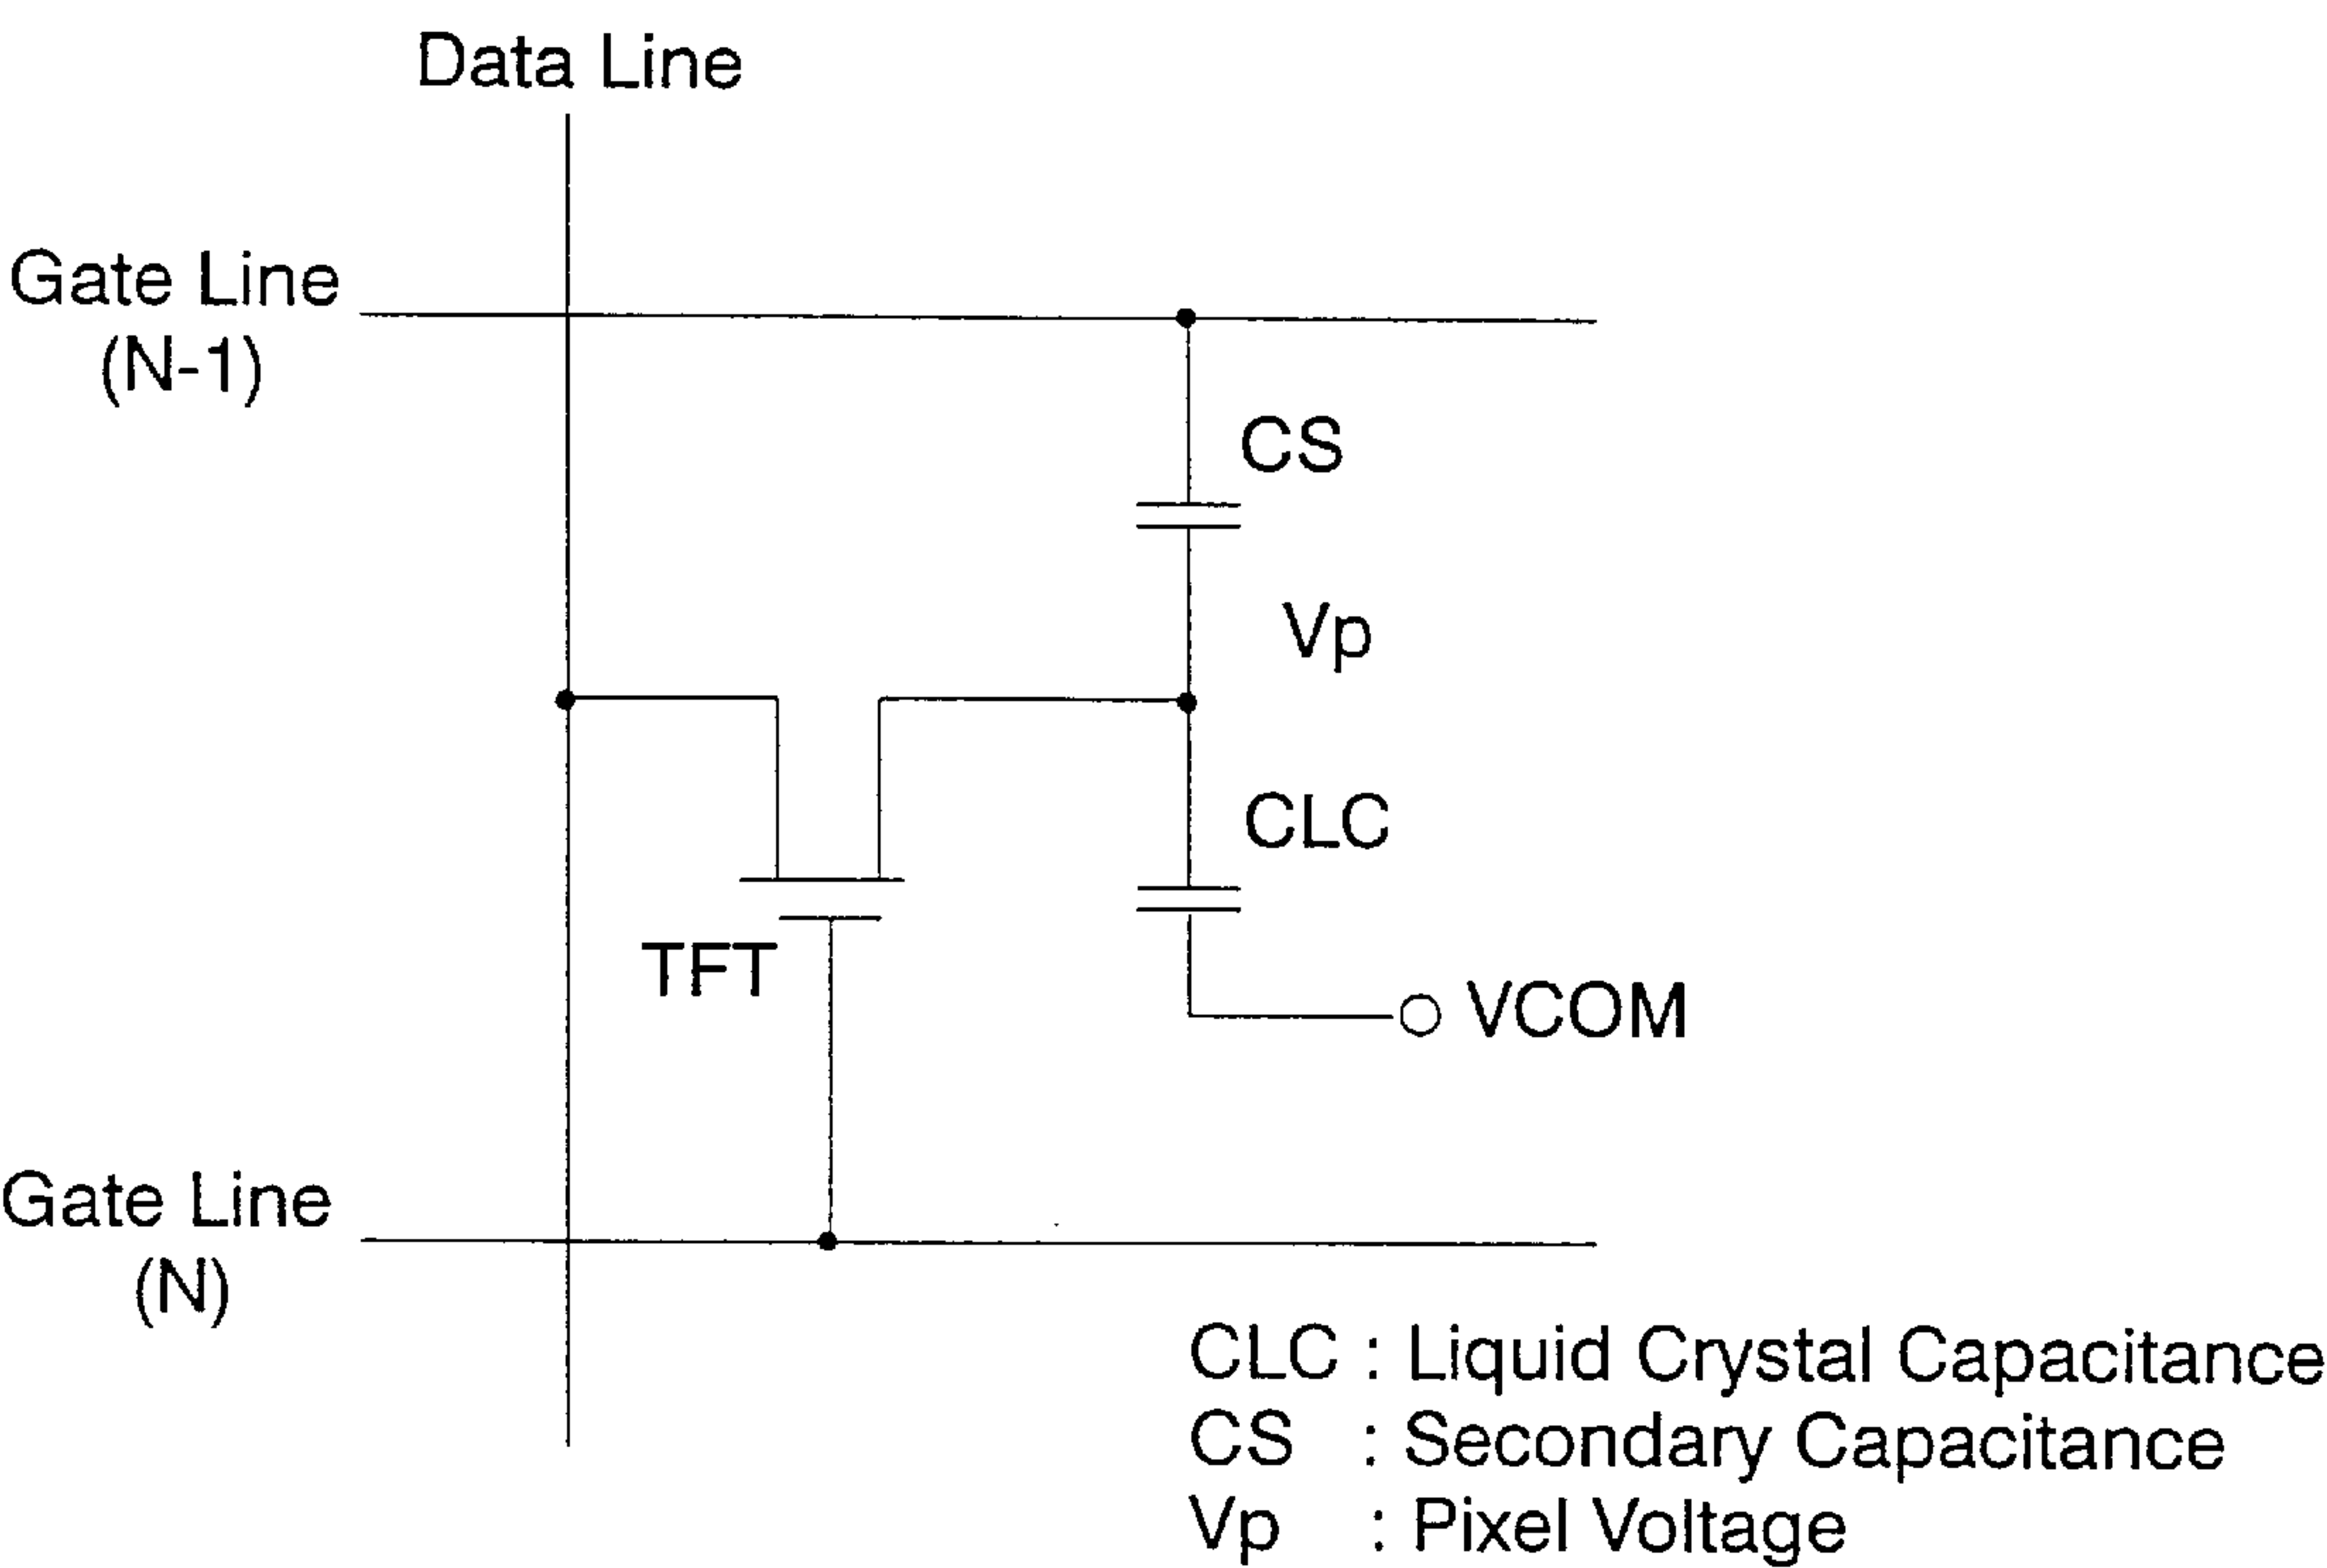 Data Line
Gate Line
(N-1)
CS
Vp
CLC
TFT
VCOM
Gate Line
(N)
CLC : Liquid Crystal Capacitance
CS : Secondary Capacitance
Vp : Pixel Voltage